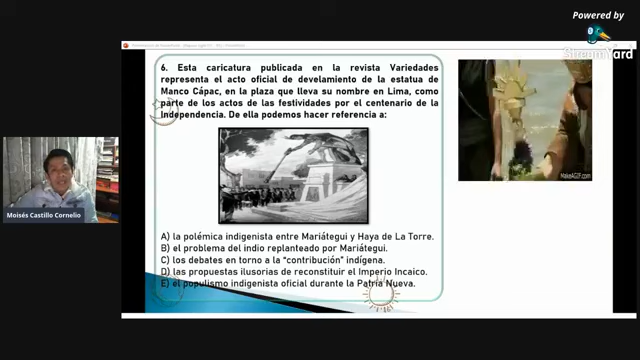 Powered by
StreamYard
6. Esta caricatura publicada en la revista Variedades
representa el acto oficial de develamiento de la estatua de
Manco Cápac, en la plaza que lleva su nombre en Lima, como
parte de los actos de las festividades por el centenario de la
Independencia. De ella podemos hacer referencia a:
MakeAGIF.com
Moisés Castillo Cornelio
A) la polémica indigenista entre Mariátegui y Haya de La Torre.
B) el problema del indio replanteado por Mariátegui.
C) los debates en torno a la “contribución” indígena.
D) las propuestas ilusorias de reconstituir el Imperio Incaico.
E) el populismo indigenista oficial durante la Patria Nueva.